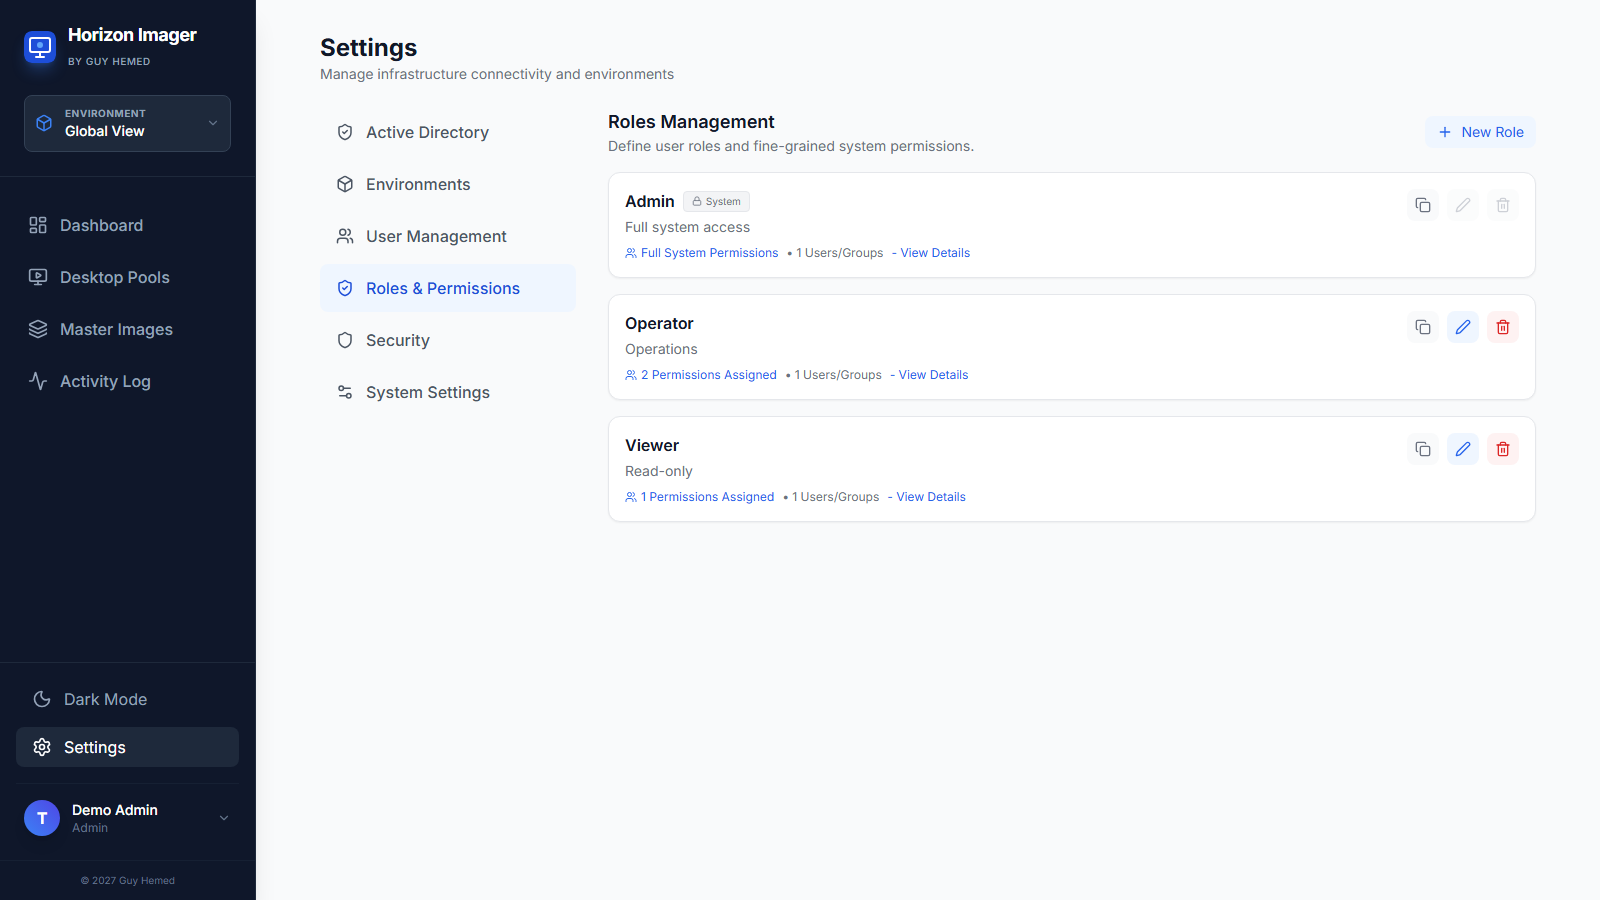 Horizon Imager
BY GUY HEMED
ENVIRONMENT
Global View
Dashboard
Desktop Pools
Master Images
Activity Log
Dark Mode
Settings
T
Demo Admin
Admin
© 2027 Guy Hemed
Settings
Manage infrastructure connectivity and environments
Active Directory
Environments
User Management
Roles & Permissions
Security
System Settings
Roles Management
Define user roles and fine-grained system permissions.
New Role
Admin System
Full system access
Full System Permissions • 1 Users/Groups - View Details
Operator
Operations
2 Permissions Assigned • 1 Users/Groups - View Details
Viewer
Read-only
1 Permissions Assigned • 1 Users/Groups - View Details